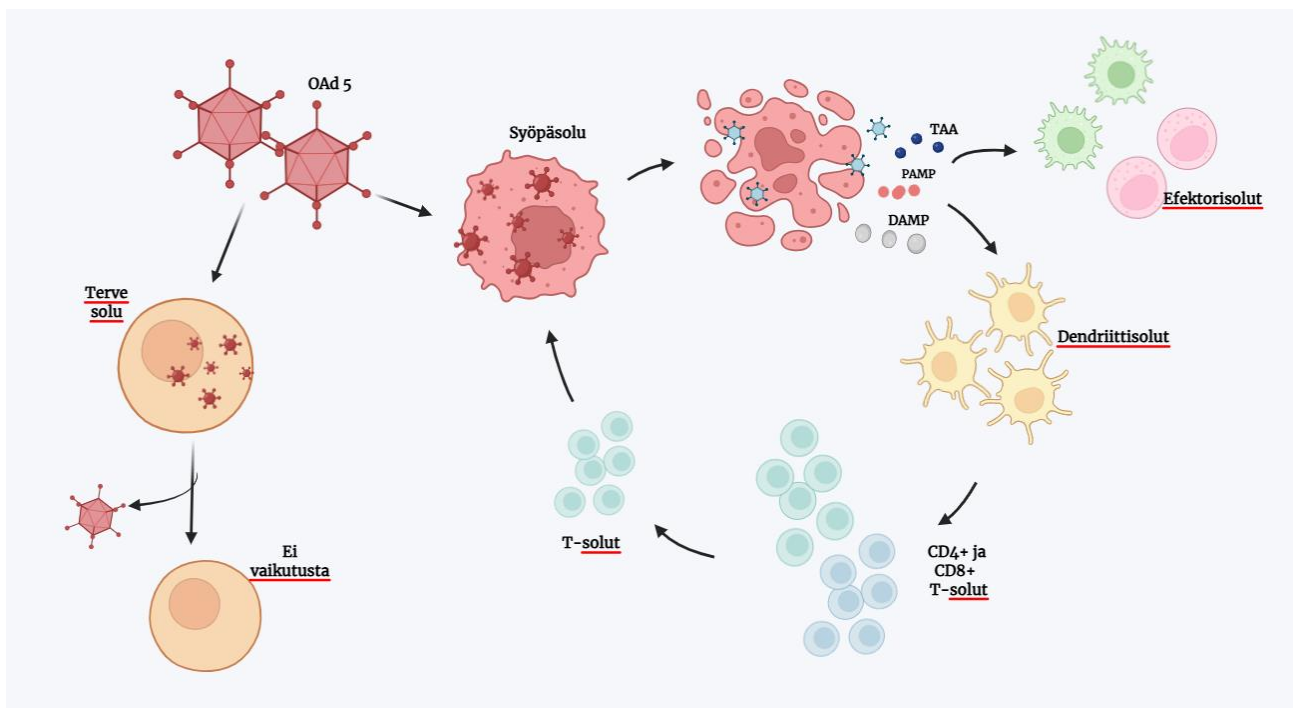 OAd 5
Syöpäsolu
TAA
PAMP
DAMP
Efektorisolut
Terve
solu
Dendriittisolut
T-solut
CD4+ ja
CD8+
T-solut
Ei
vaikutusta